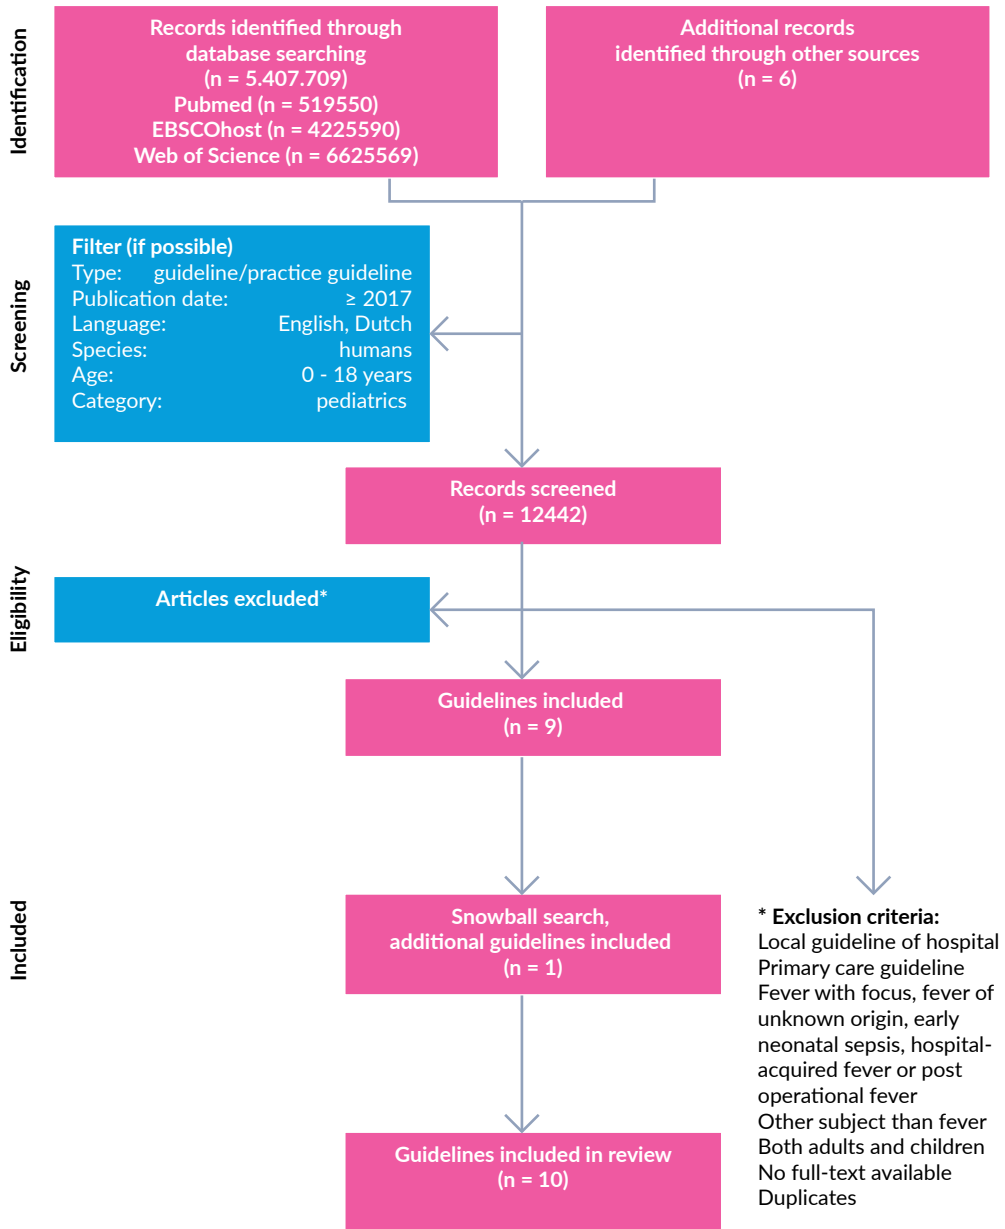 Identification
Records identified through
database searching
(n = 5.407.709)
Pubmed (n = 519550)
EBSCOhost (n = 4225590)
Web of Science (n = 6625569)
Additional records
identified through other sources
(n = 6)
Screening
Filter (if possible)
Type: guideline/practice guideline
Publication date: ≥ 2017
Language: English, Dutch
Species: humans
Age: 0 - 18 years
Category: pediatrics
Records screened
(n = 12442)
Eligibility
Articles excluded*
Guidelines included
(n = 9)
Included
Snowball search,
additional guidelines included
(n = 1)
Guidelines included in review
(n = 10)
* Exclusion criteria:
Local guideline of hospital
Primary care guideline
Fever with focus, fever of
unknown origin, early
neonatal sepsis, hospital-
acquired fever or post
operational fever
Other subject than fever
Both adults and children
No full-text available
Duplicates